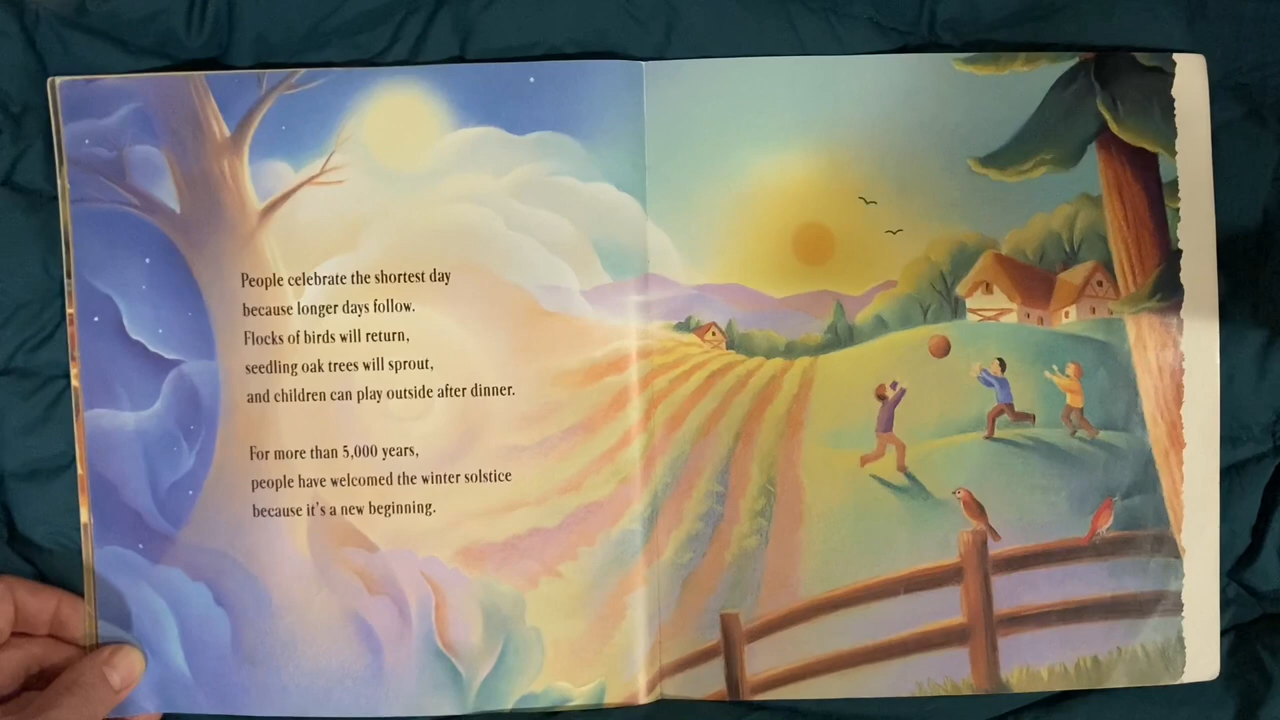 People celebrate the shortest day
because longer days follow.
Flocks of birds will return,
seedling oak trees will sprout,
and children can play outside after dinner.
For more than 5,000 years,
people have welcomed the winter solstice
because it's a new beginning.